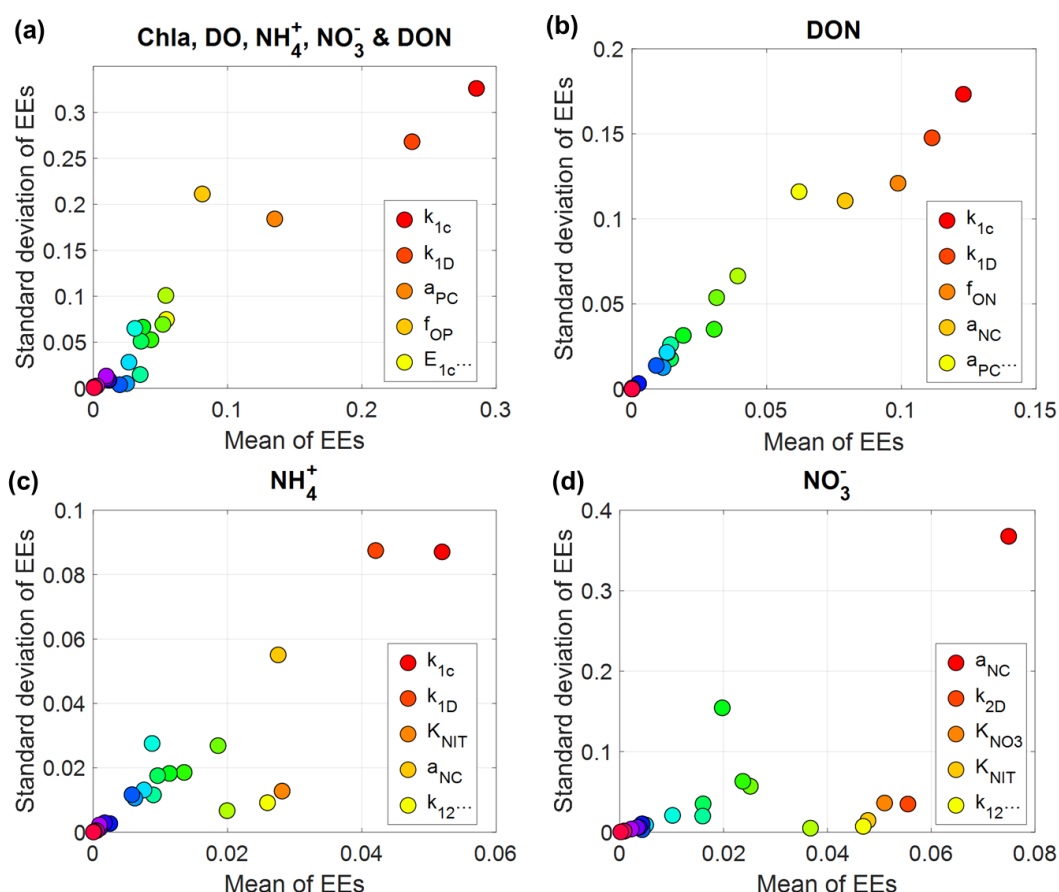 (a)
Chla, DO, NH₄⁺, NO₃⁻ & DON
Standard deviation of EEs
0.3
0.25
0.2
0.15
0.1
0.05
0
0
0.1
0.2
0.3
Mean of EEs
k₁c
k₁D
aPC
fOP
E₁c...
(b)
DON
Standard deviation of EEs
0.2
0.15
0.1
0.05
0
0
0.05
0.1
0.15
Mean of EEs
k₁c
k₁D
fON
aNC
aPC...
(c)
NH₄⁺
Standard deviation of EEs
0.1
0.08
0.06
0.04
0.02
0
0
0.02
0.04
0.06
Mean of EEs
k₁c
k₁D
KNIT
aNC
k₁₂...
(d)
NO₃⁻
Standard deviation of EEs
0.4
0.3
0.2
0.1
0
0
0.02
0.04
0.06
0.08
Mean of EEs
aNC
k₂D
KNO3
KNIT
k₁₂...